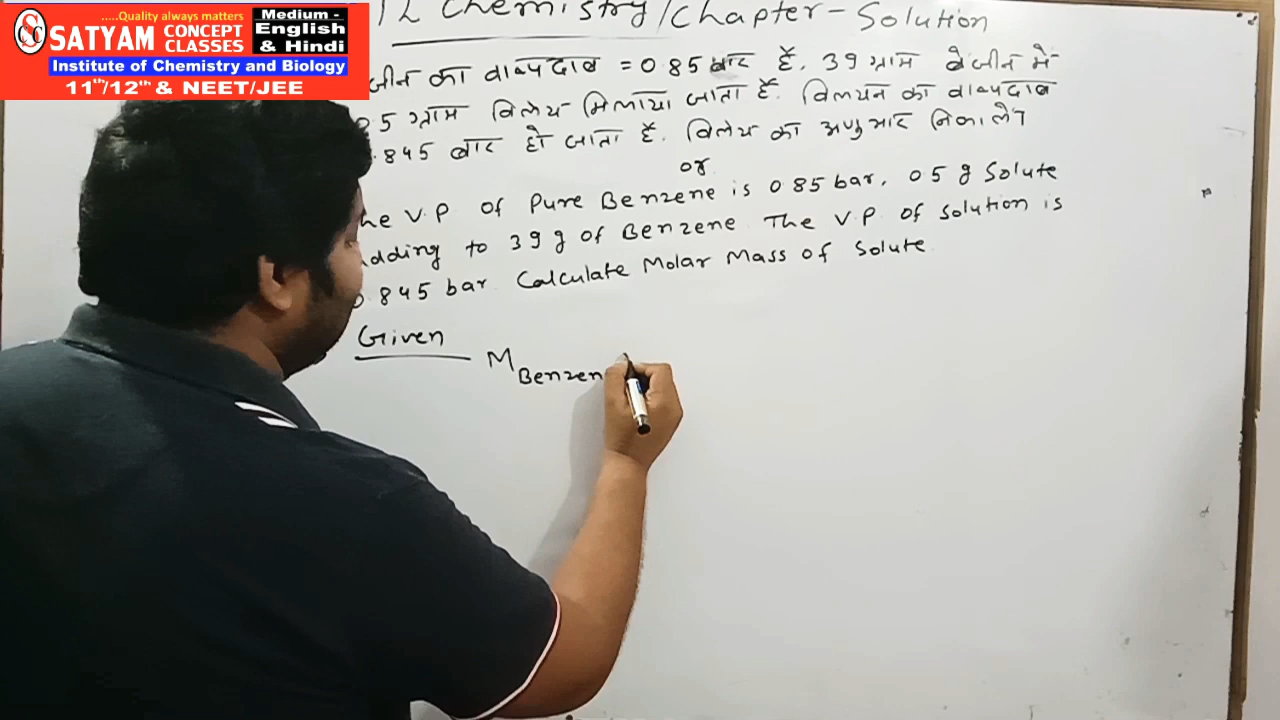 .....Quality always matters
SATYAM CONCEPT CLASSES
Medium - English & Hindi
Institute of Chemistry and Biology
11th/12th & NEET/JEE
12 Chemistry/Chapter-Solution
का वाष्पदाब = 0.85 बार है, 39 ग्राम बेंजीन में
5 ग्राम विलेय मिलाया जाता है. विलयन का वाष्पदाब
.845 बार हो जाता है. विलेय का अणुभार निकाले?
or
The V.P of Pure Benzene is 0.85 bar, 0.5 g Solute
adding to 39 g of Benzene The V.P of Solution is
0.845 bar Calculate Molar Mass of Solute
Given
M Benzen